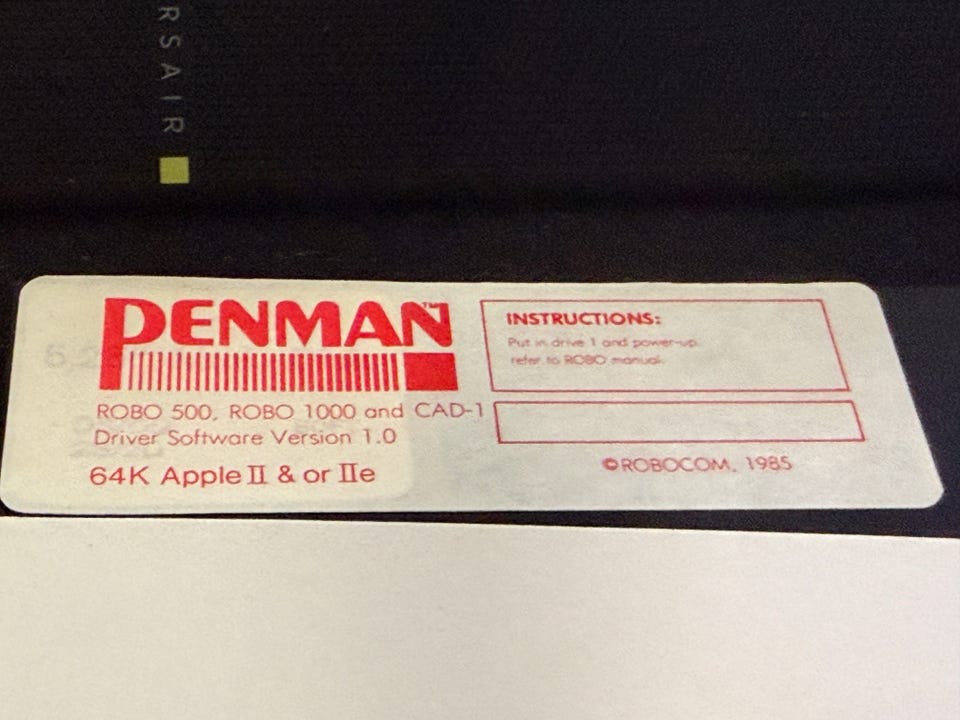 RSAIR
PENMAN™
ROBO 500, ROBO 1000 and CAD-1
Driver Software Version 1.0
64K Apple II & or IIe
INSTRUCTIONS:
Put in drive 1 and power-up.
refer to ROBO manual.
©ROBOCOM, 1985